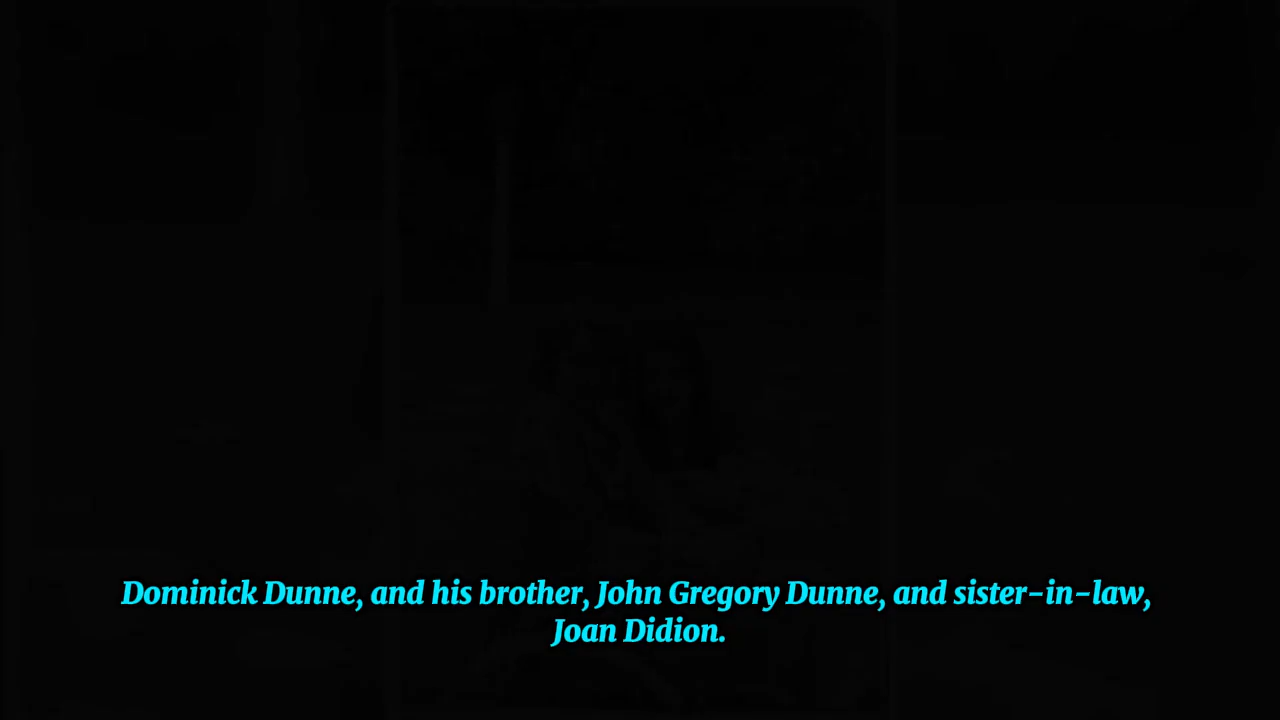 Dominick Dunne, and his brother, John Gregory Dunne, and sister-in-law,
Joan Didion.